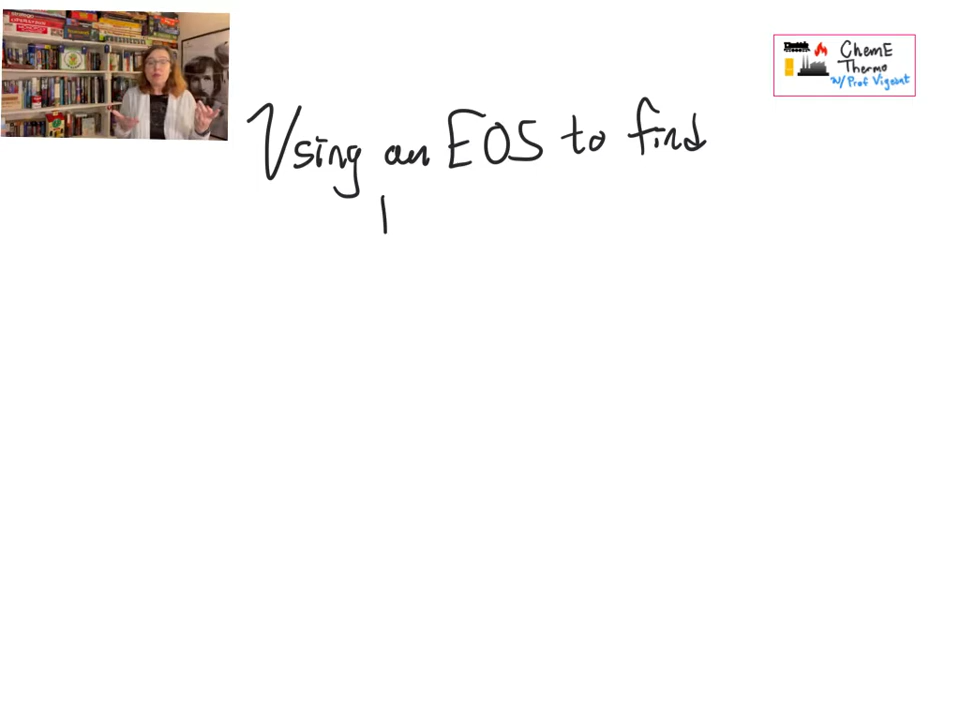 Using an EOS to find
ChemE
Thermo
w/ Prof Vigeant